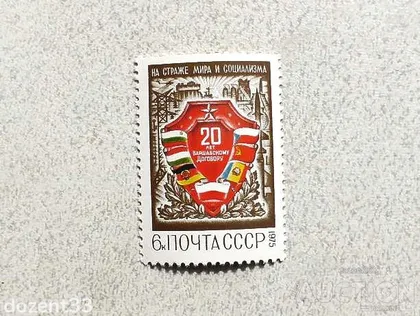 НА СТРАЖЕ МИРА И СОЦИАЛИЗМА
20
ЛЕТ
ВАРШАВСКОМУ
ДОГОВОРУ
6к ПОЧТА СССР
1975
dozent33